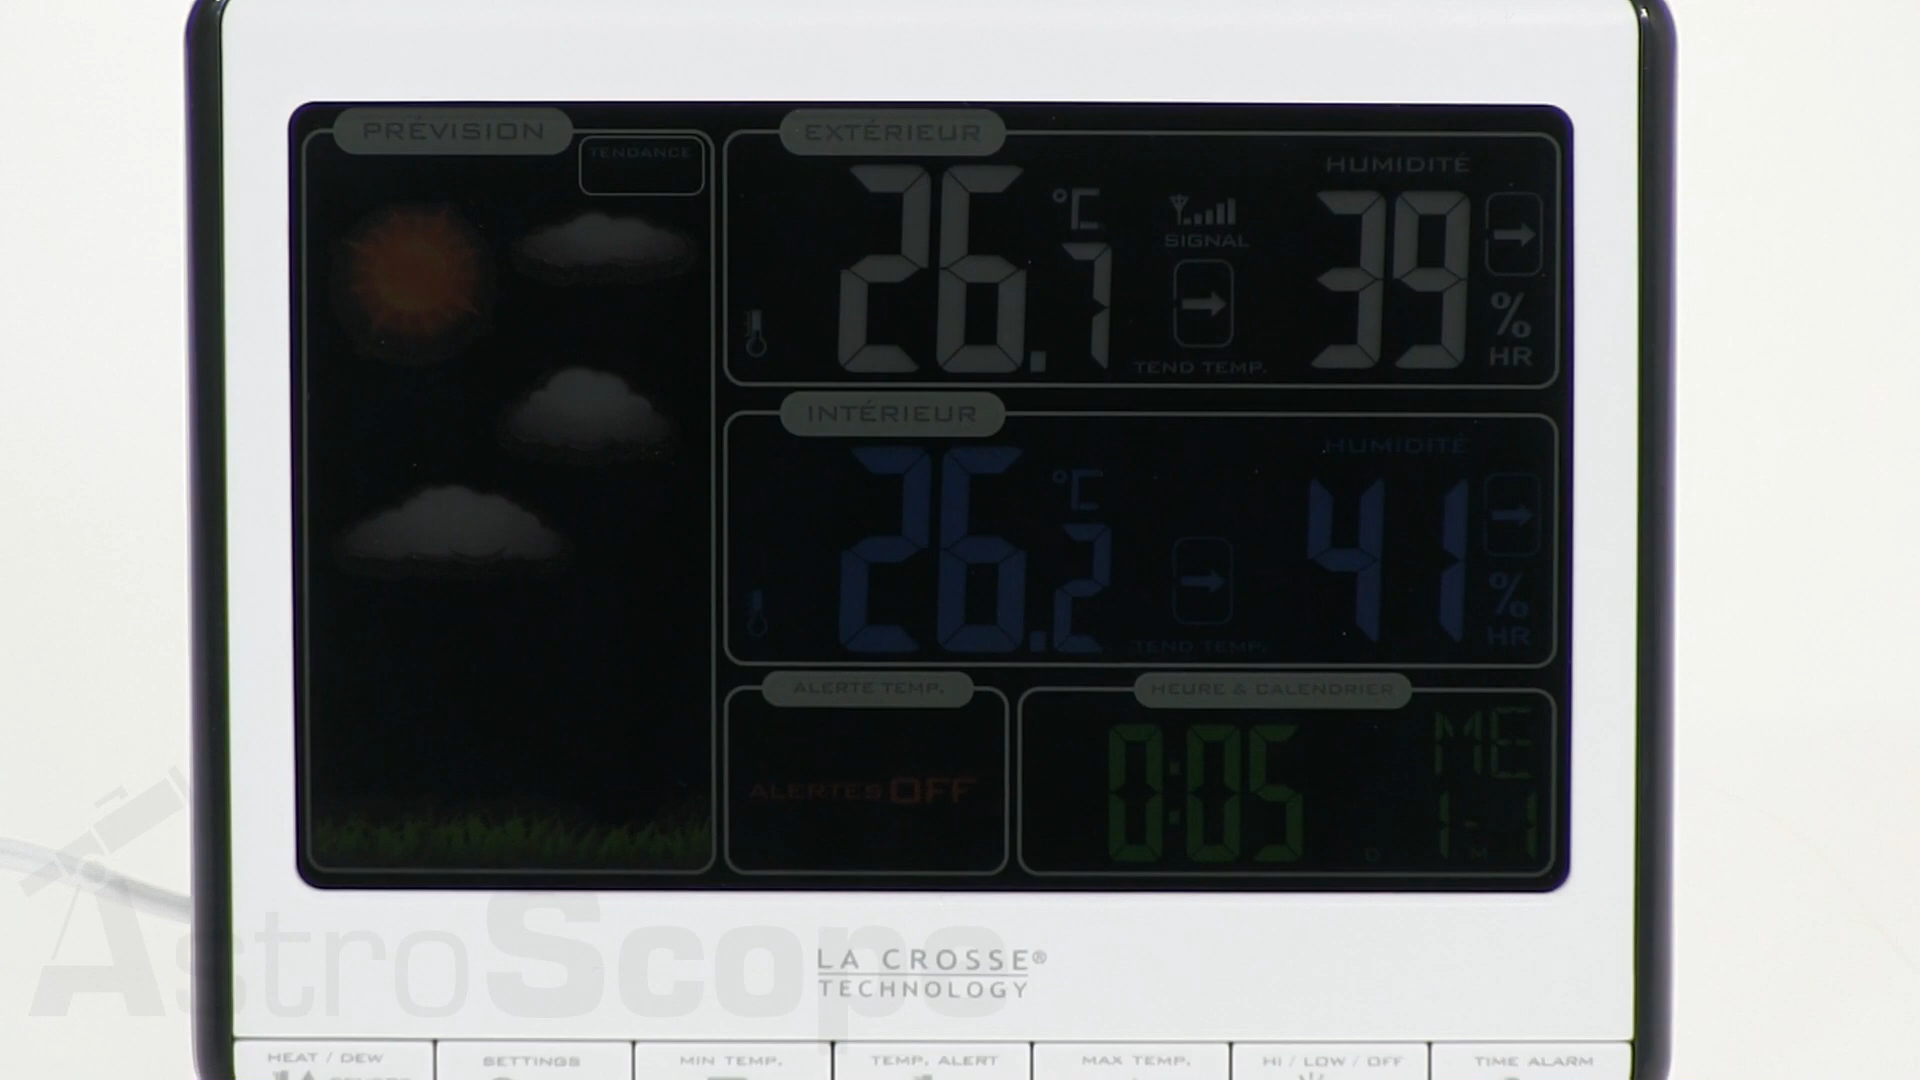 PRÉVISION
TENDANCE
EXTÉRIEUR
26.7 °C
SIGNAL
TEND TEMP.
HUMIDITÉ
39 % HR
INTÉRIEUR
26.2 °C
TEND TEMP.
HUMIDITÉ
41 % HR
ALERTE TEMP.
ALERTES OFF
HEURE & CALENDRIER
0:05
ME
1-1
D M
AstroScope
LA CROSSE®
TECHNOLOGY
HEAT / DEW
SETTINGS
MIN TEMP.
TEMP. ALERT
MAX TEMP.
HI / LOW / OFF
TIME ALARM